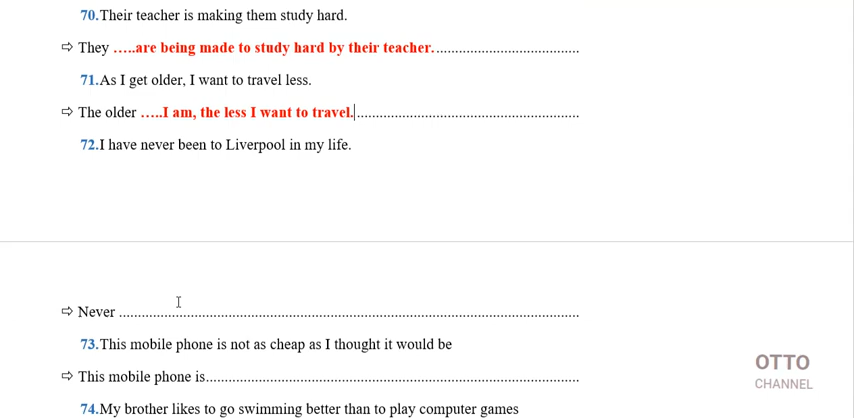 70.Their teacher is making them study hard.
⇨ They …..are being made to study hard by their teacher.......................................
71.As I get older, I want to travel less.
⇨ The older …..I am, the less I want to travel.............................................................
72.I have never been to Liverpool in my life.
⇨ Never ............................................................................................................................
73.This mobile phone is not as cheap as I thought it would be
⇨ This mobile phone is.....................................................................................................
74.My brother likes to go swimming better than to play computer games
OTTO
CHANNEL